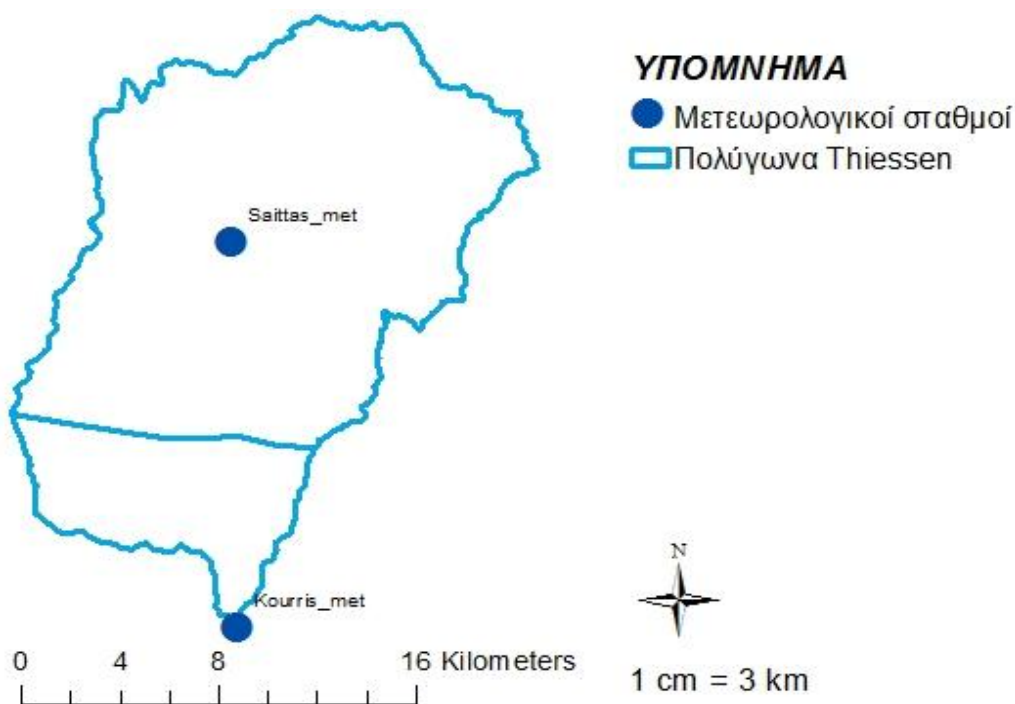 ΥΠΟΜΝΗΜΑ
Μετεωρολογικοί σταθμοί
Πολύγωνα Thiessen
Saittas_met
Kourris_met
N
0 4 8 16 Kilometers
1 cm = 3 km